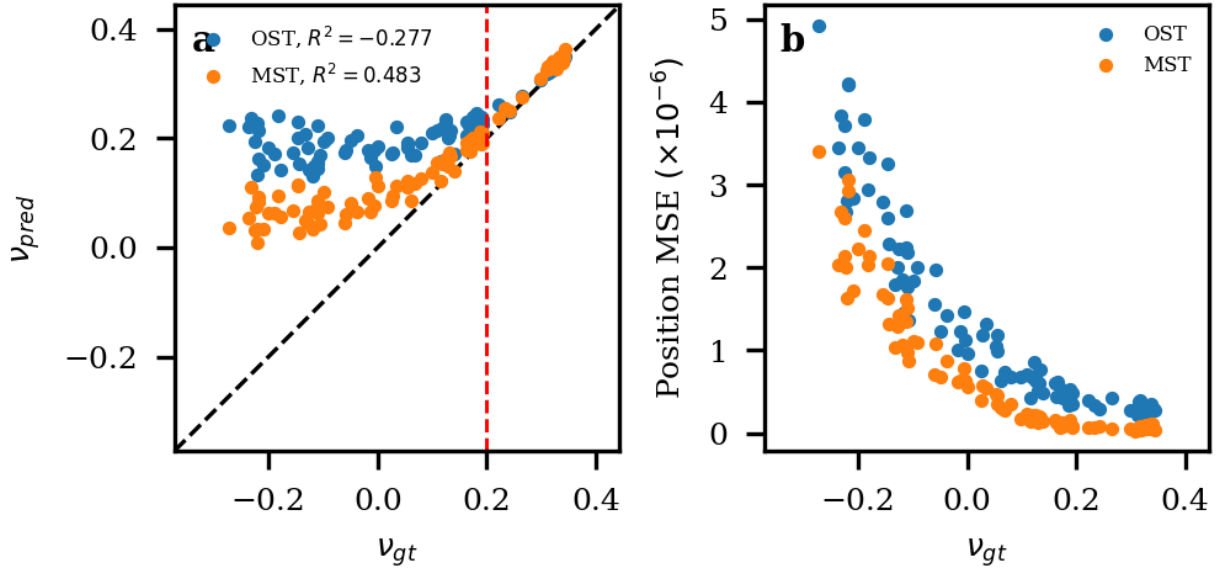 a
OST, R² = −0.277
MST, R² = 0.483
0.4
0.2
0.0
−0.2
ν_pred
−0.2 0.0 0.2 0.4
ν_gt
b
OST
MST
5
4
3
2
1
0
Position MSE (×10⁻⁶)
−0.2 0.0 0.2 0.4
ν_gt